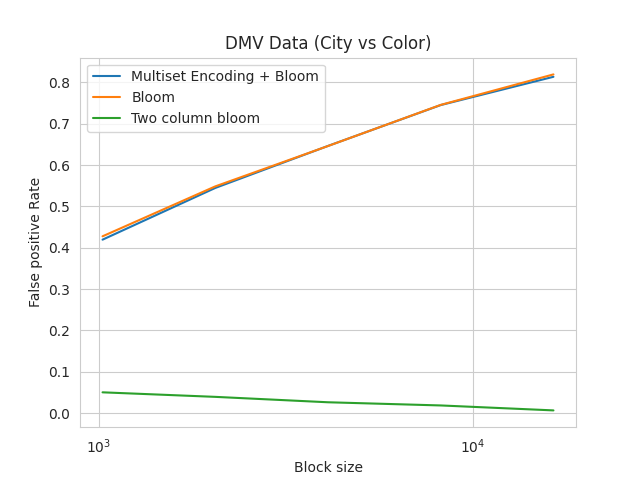 DMV Data (City vs Color)
Multiset Encoding + Bloom
Bloom
Two column bloom
False positive Rate
0.8
0.7
0.6
0.5
0.4
0.3
0.2
0.1
0.0
10³
10⁴
Block size